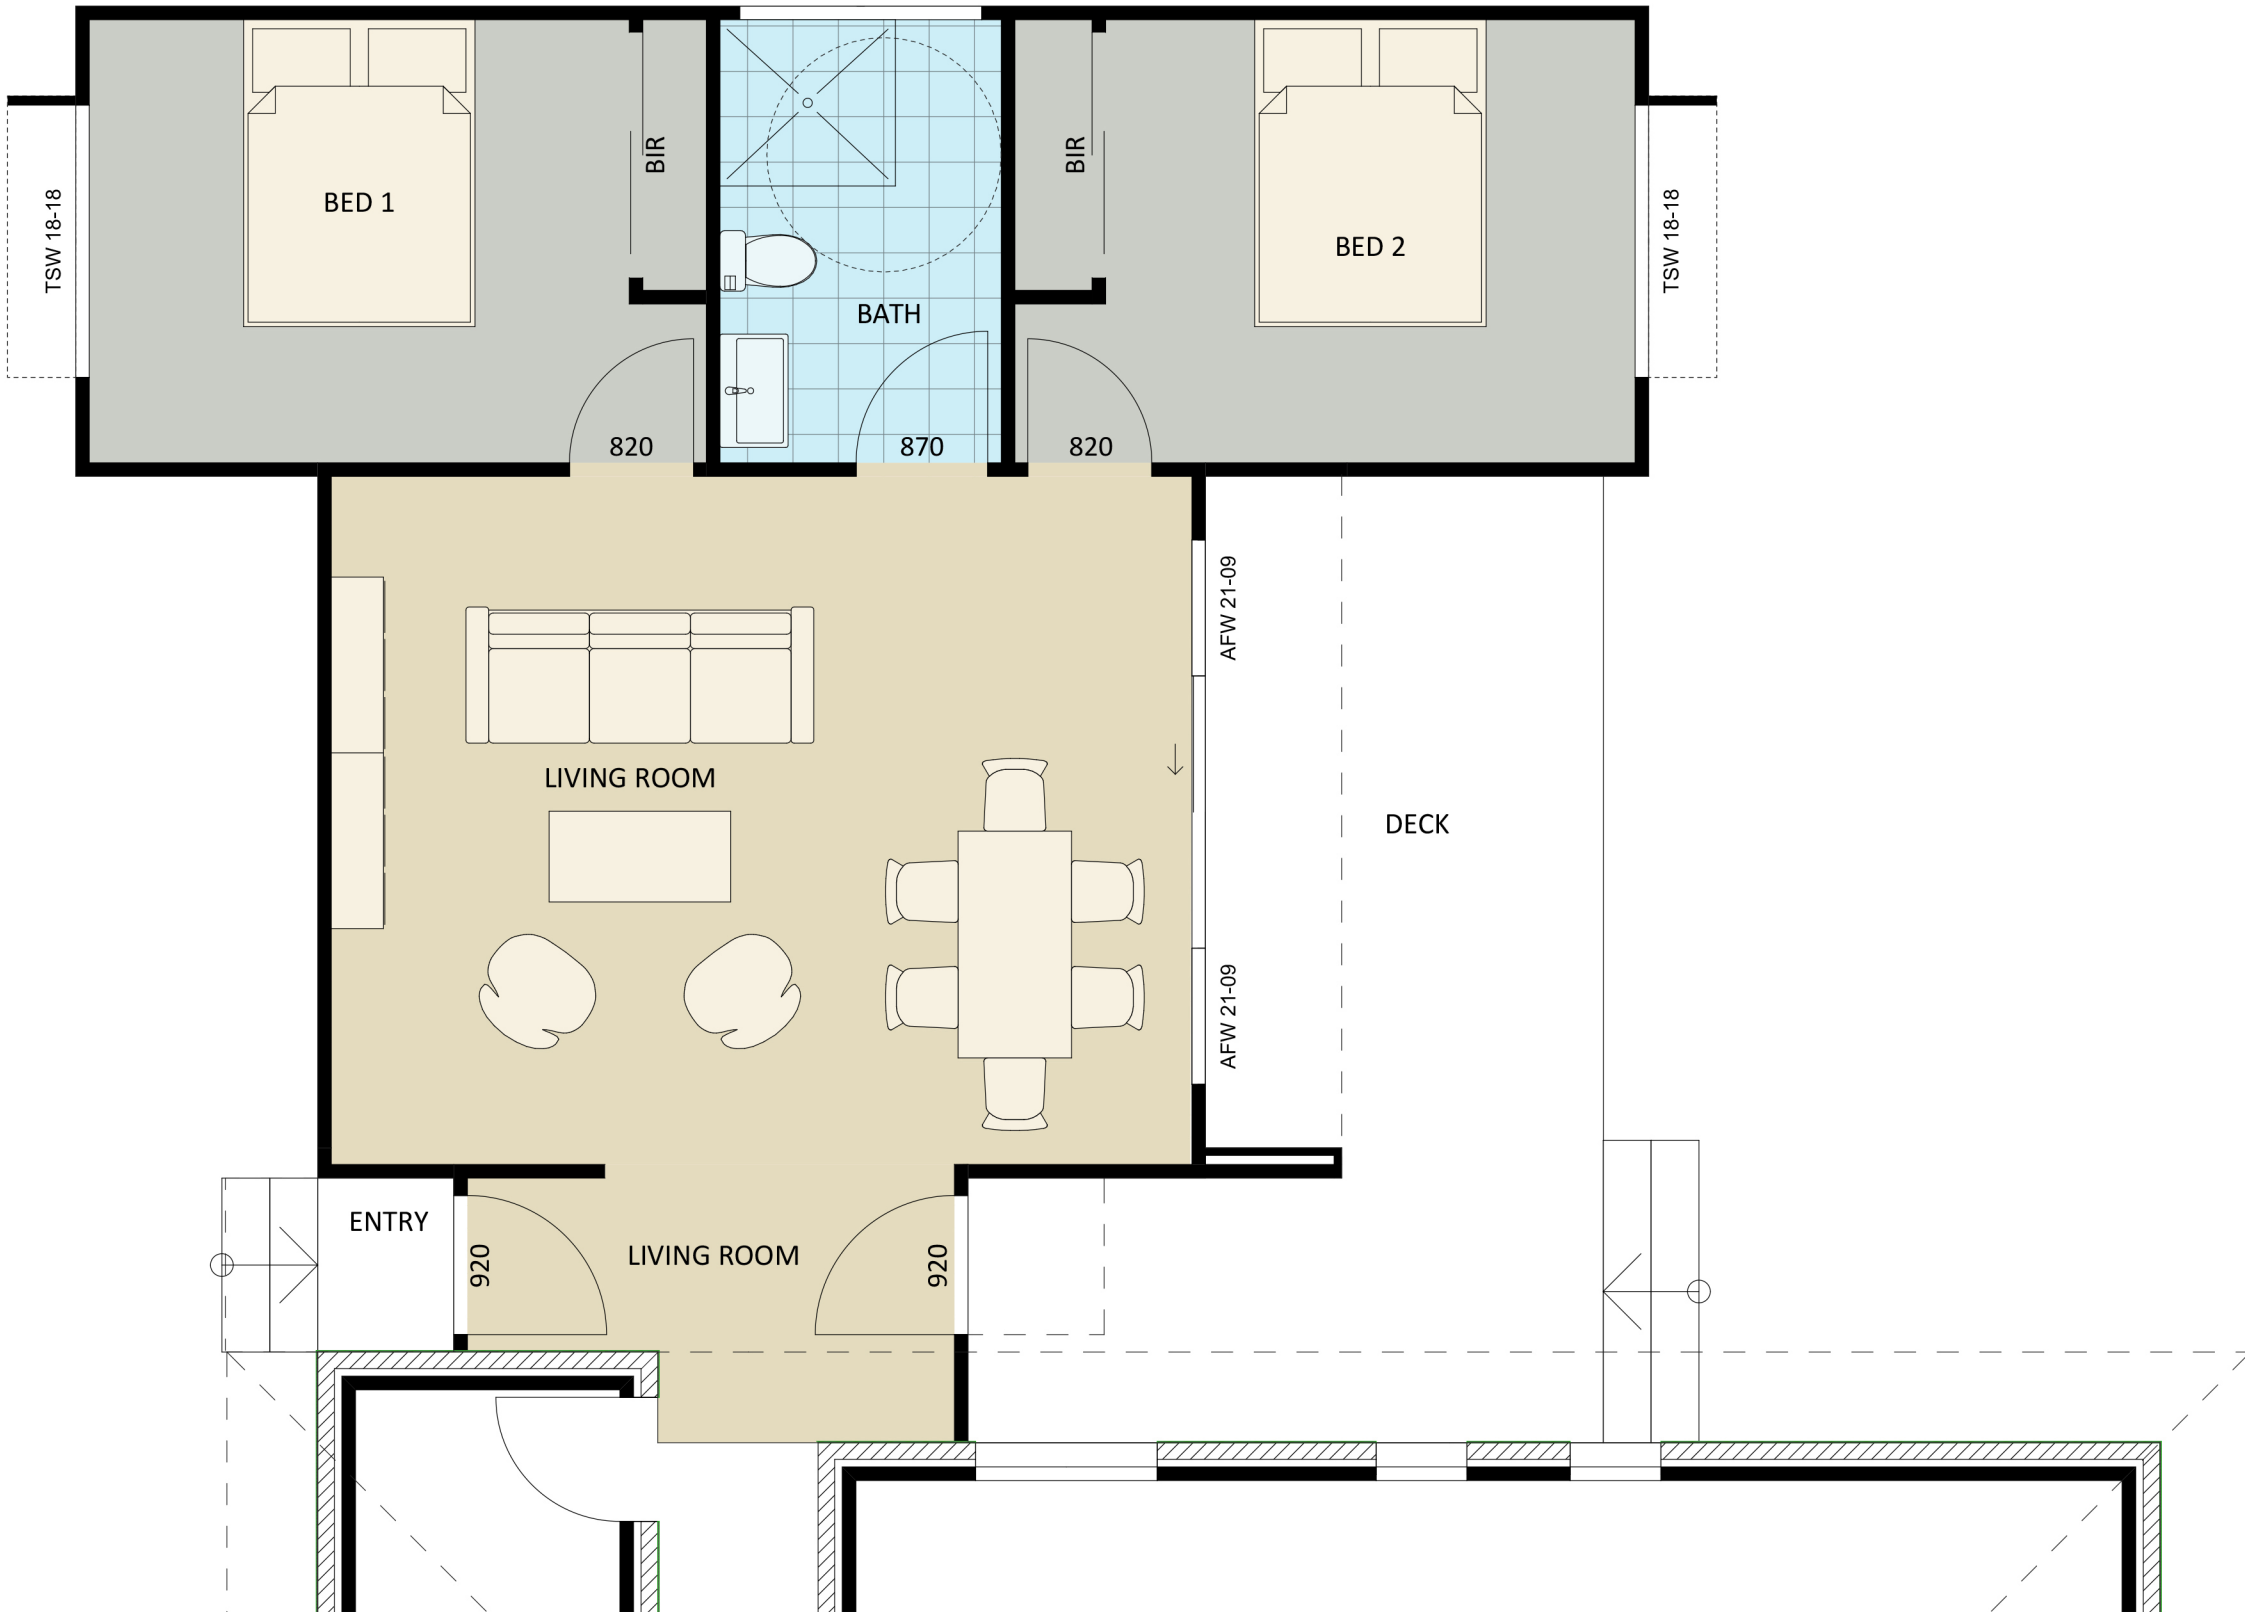 BIR
BIR
BED 1
TSW 18-18
BED 2
TSW 18-18
BATH
820
870
820
AFW 21-09
LIVING ROOM
DECK
AFW 21-09
ENTRY
920
LIVING ROOM
920